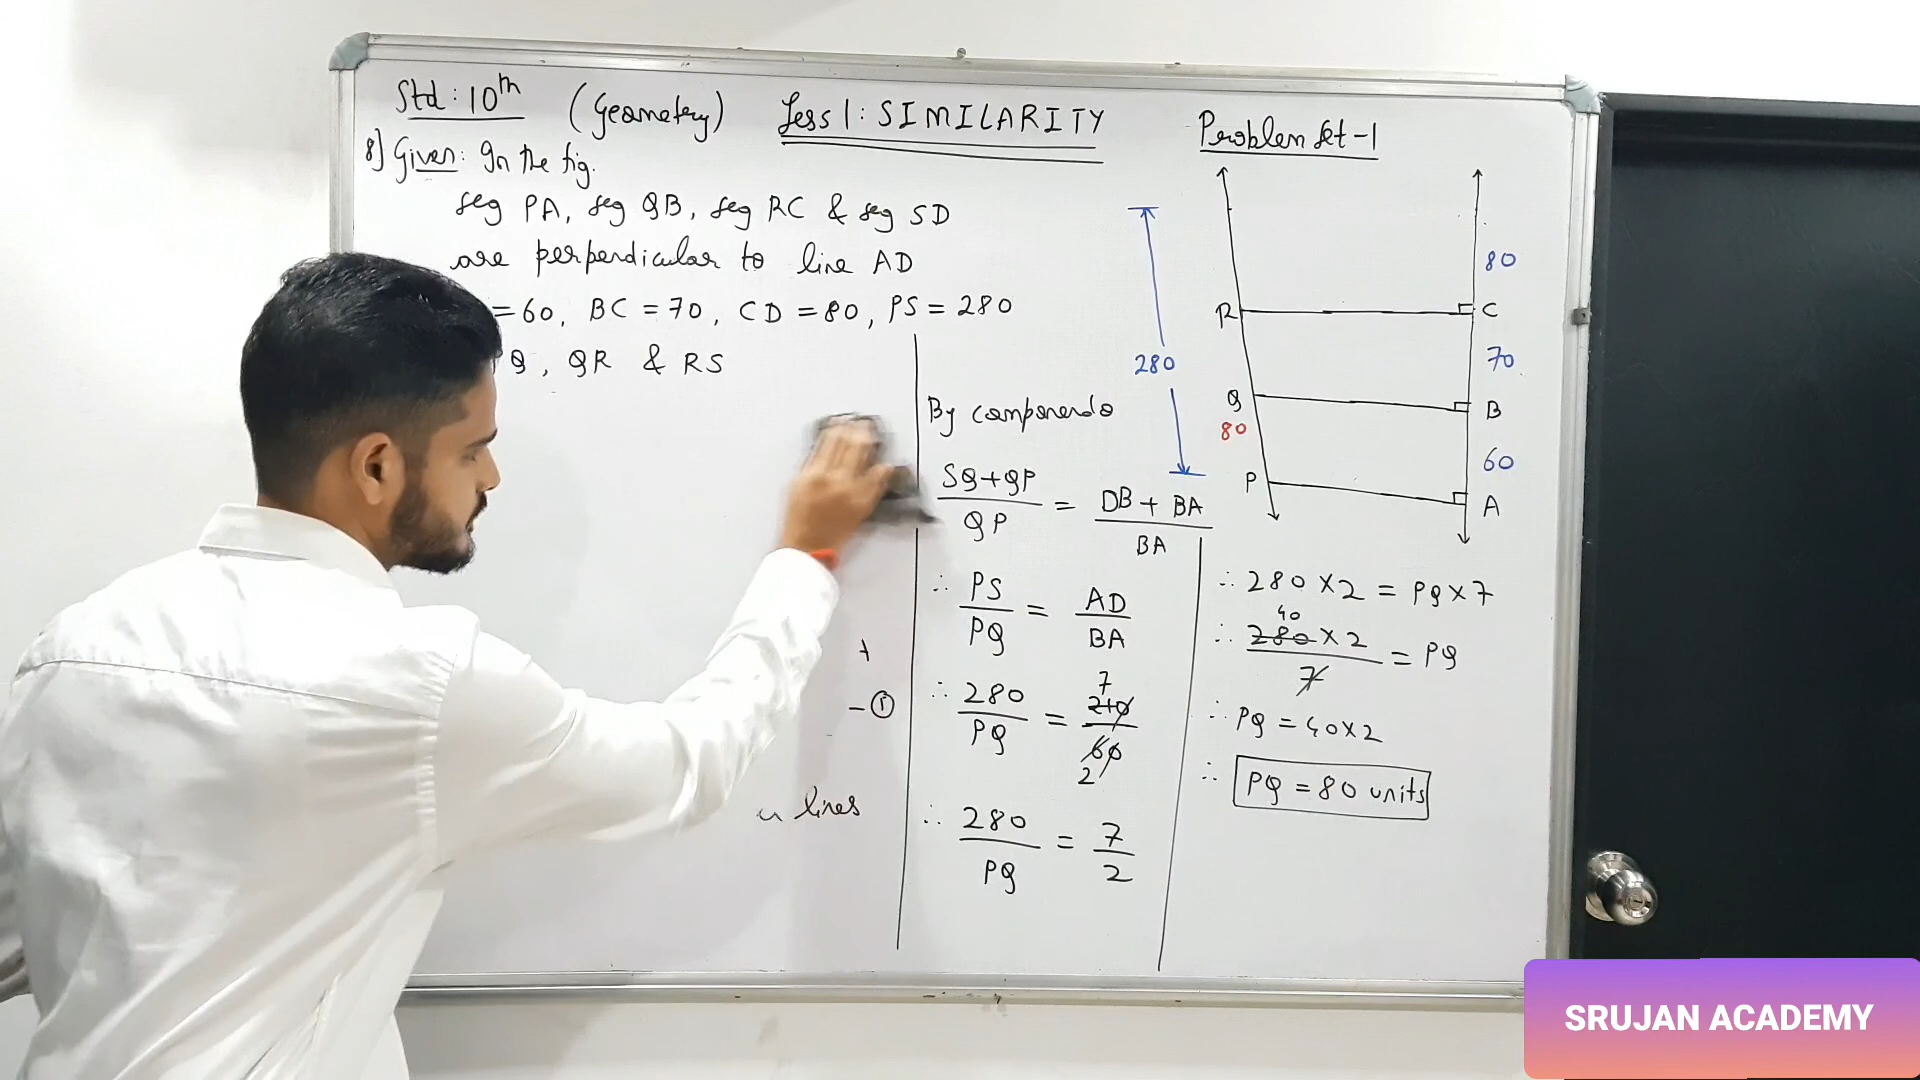 Std: 10th (Geometry) Less 1: SIMILARITY Problem Set-1
8] Given: In the fig.
seg PA, seg QB, seg RC & seg SD
are perpendicular to line AD
=60, BC = 70, CD = 80, PS = 280
Q, QR & RS
+
- ①
lines
By componendo
SQ+QP / QP = DB + BA / BA
∴ PS / PQ = AD / BA
7
∴ 280 / PQ = 210 / 60
2
∴ 280 / PQ = 7 / 2
∴ 280 × 2 = PQ × 7
40
∴ 280 × 2 / 7 = PQ
∴ PQ = 40×2
∴ PQ = 80 units
80
R C
280 70
Q B
80
60
P A
SRUJAN ACADEMY